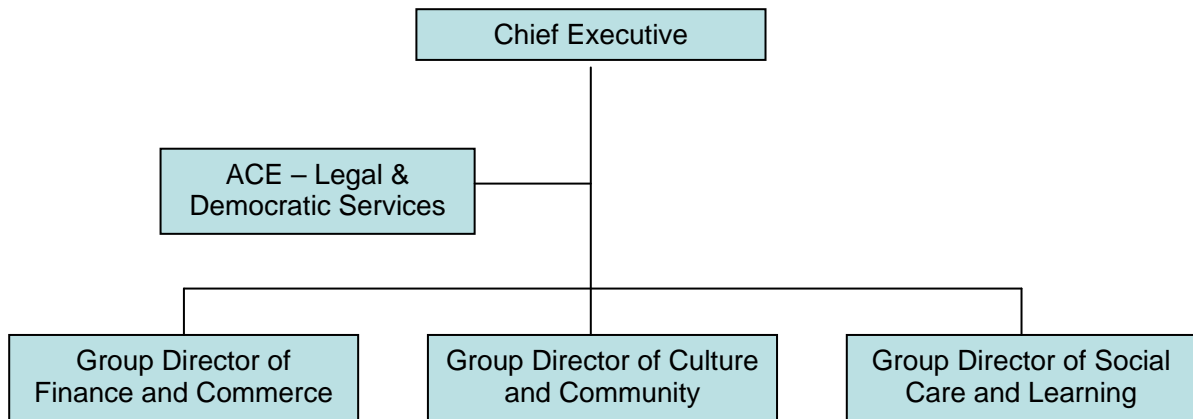 Chief Executive
ACE – Legal &
Democratic Services
Group Director of
Finance and Commerce
Group Director of Culture
and Community
Group Director of Social
Care and Learning